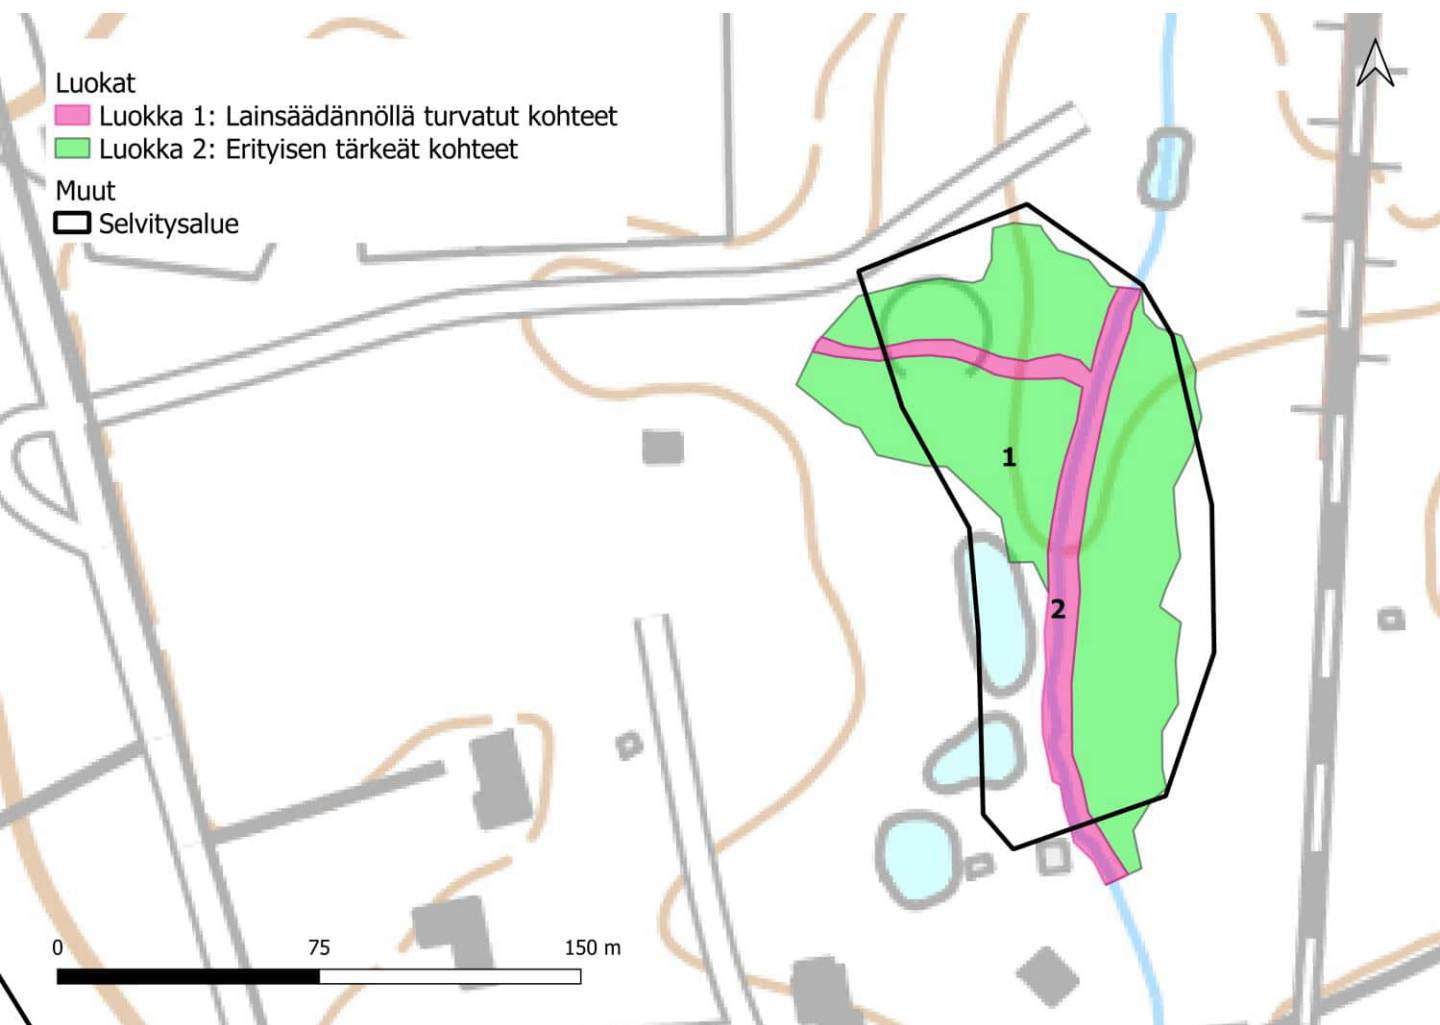 Luokat
Luokka 1: Lainsäädännöllä turvatut kohteet
Luokka 2: Erityisen tärkeät kohteet
Muut
Selvitysalue
1
2
0 75 150 m